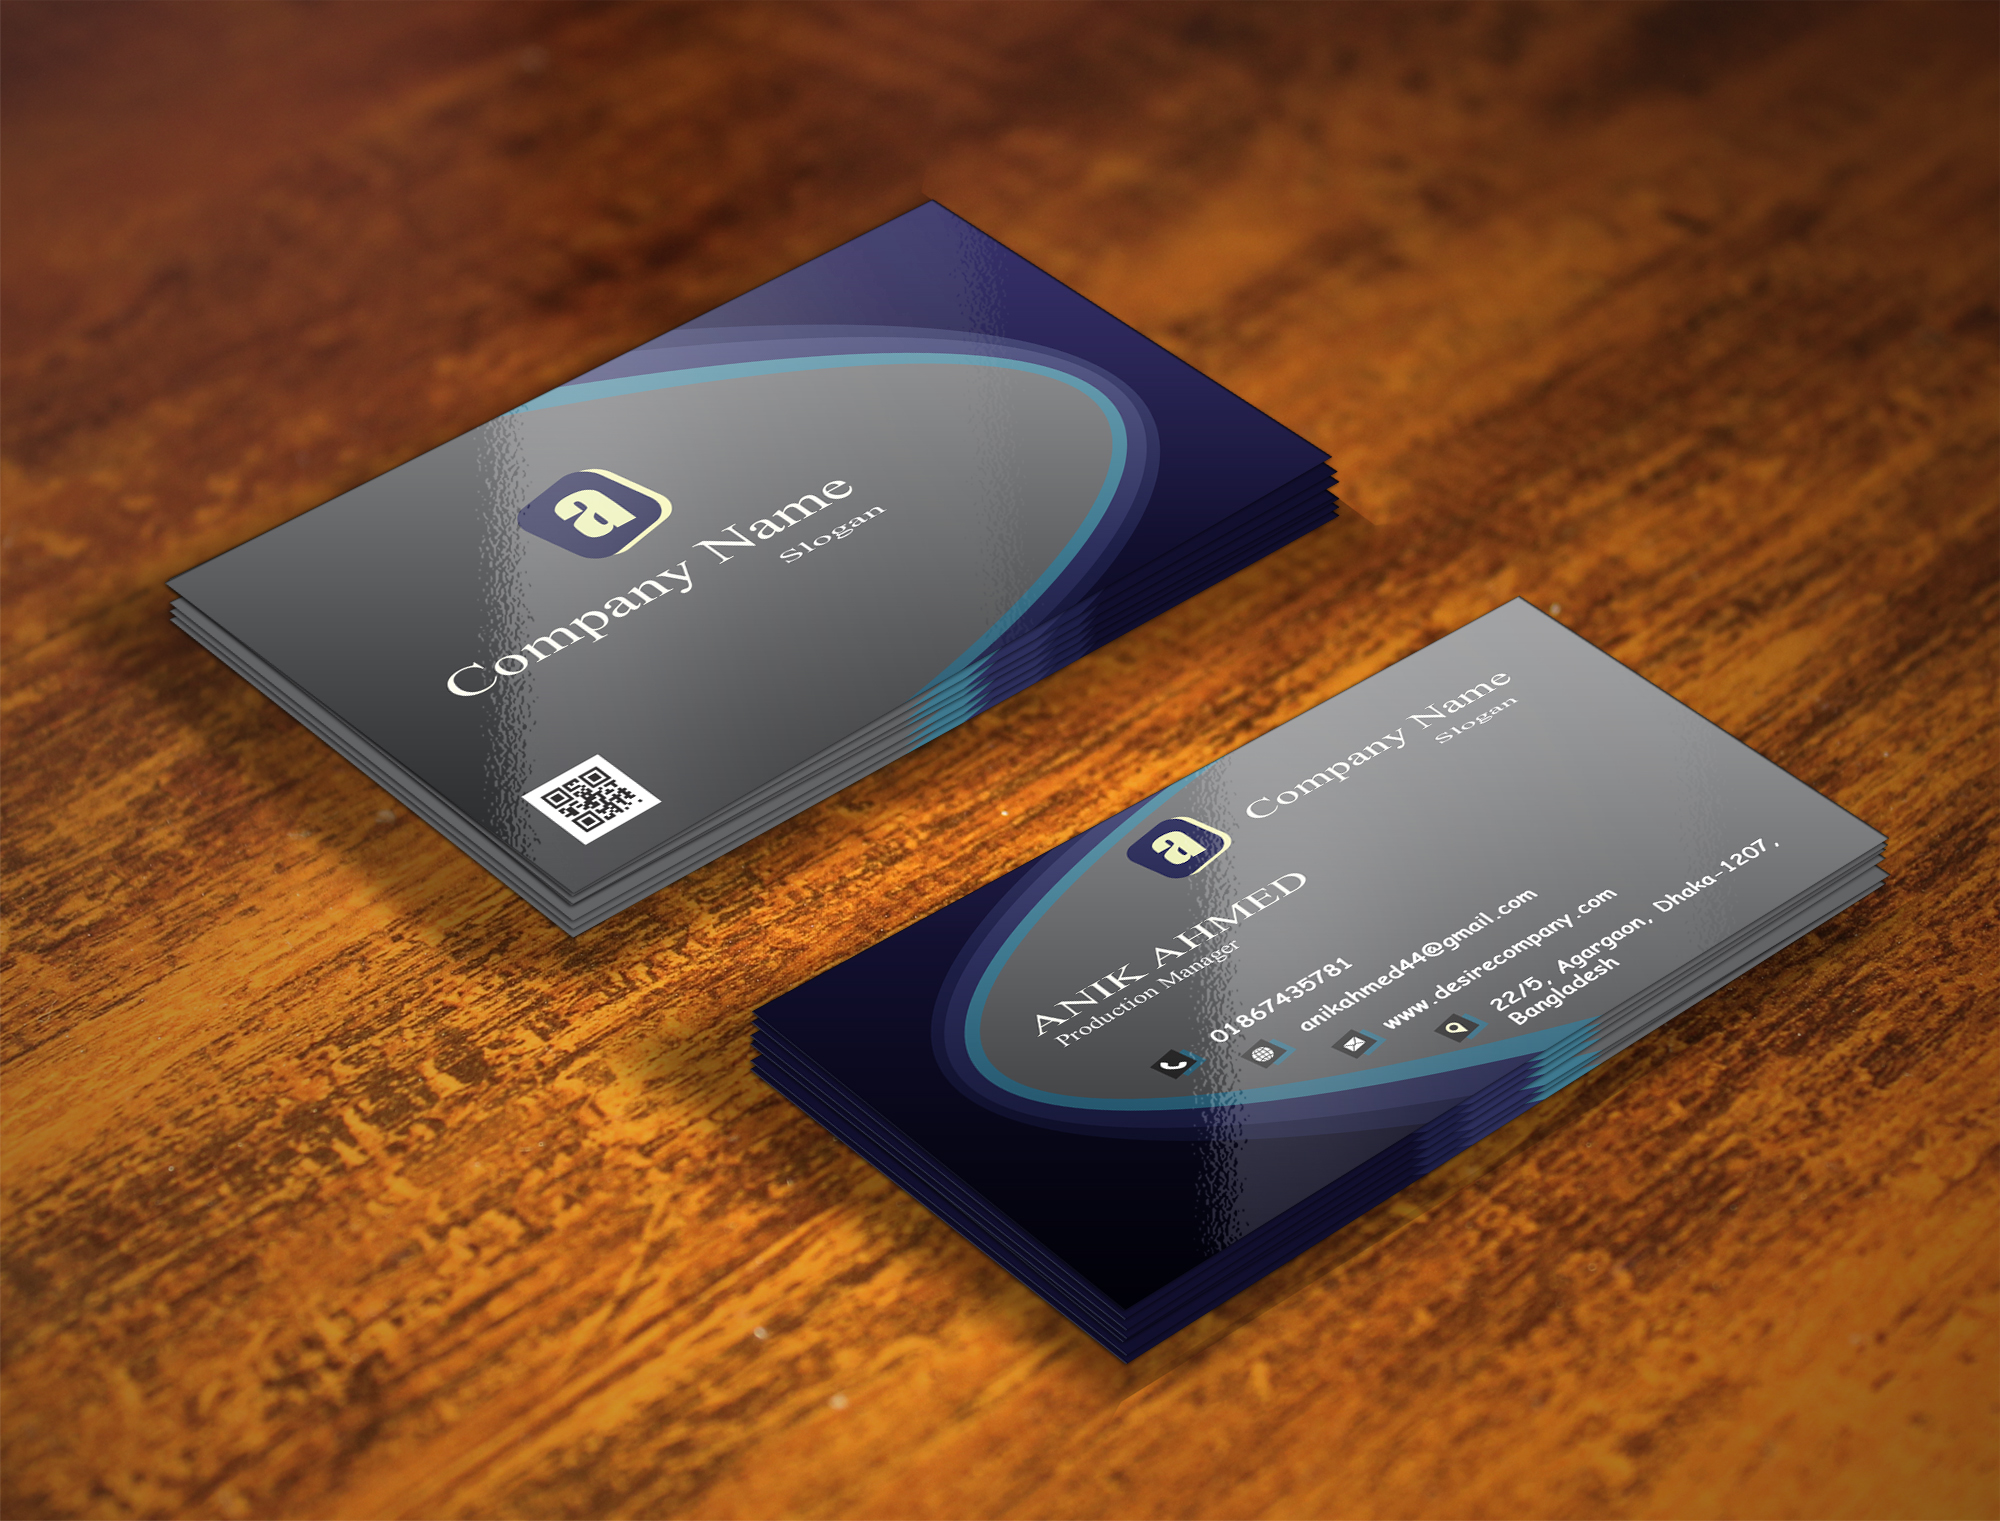 a
Company Name
Slogan
a
Company Name
Slogan
ANIK AHMED
Production Manager
01867435781
anikahmed44@gmail.com
www.desirecompany.com
22/5, Agargaon, Dhaka-1207,
Bangladesh